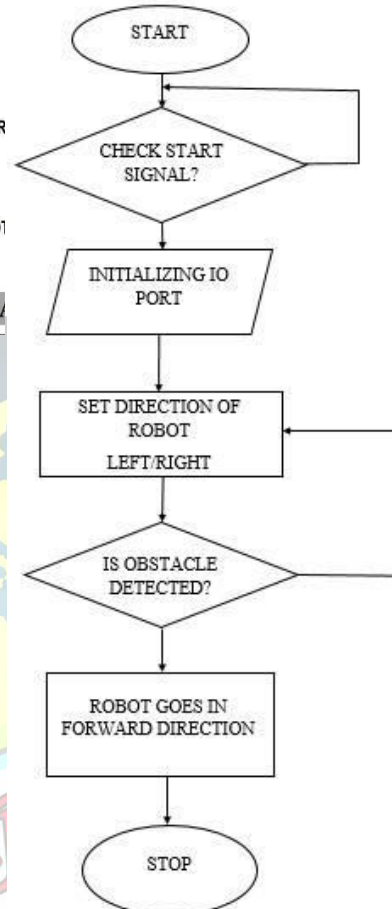 START
CHECK START
SIGNAL?
INITIALIZING IO
PORT
SET DIRECTION OF
ROBOT
LEFT/RIGHT
IS OBSTACLE
DETECTED?
ROBOT GOES IN
FORWARD DIRECTION
STOP